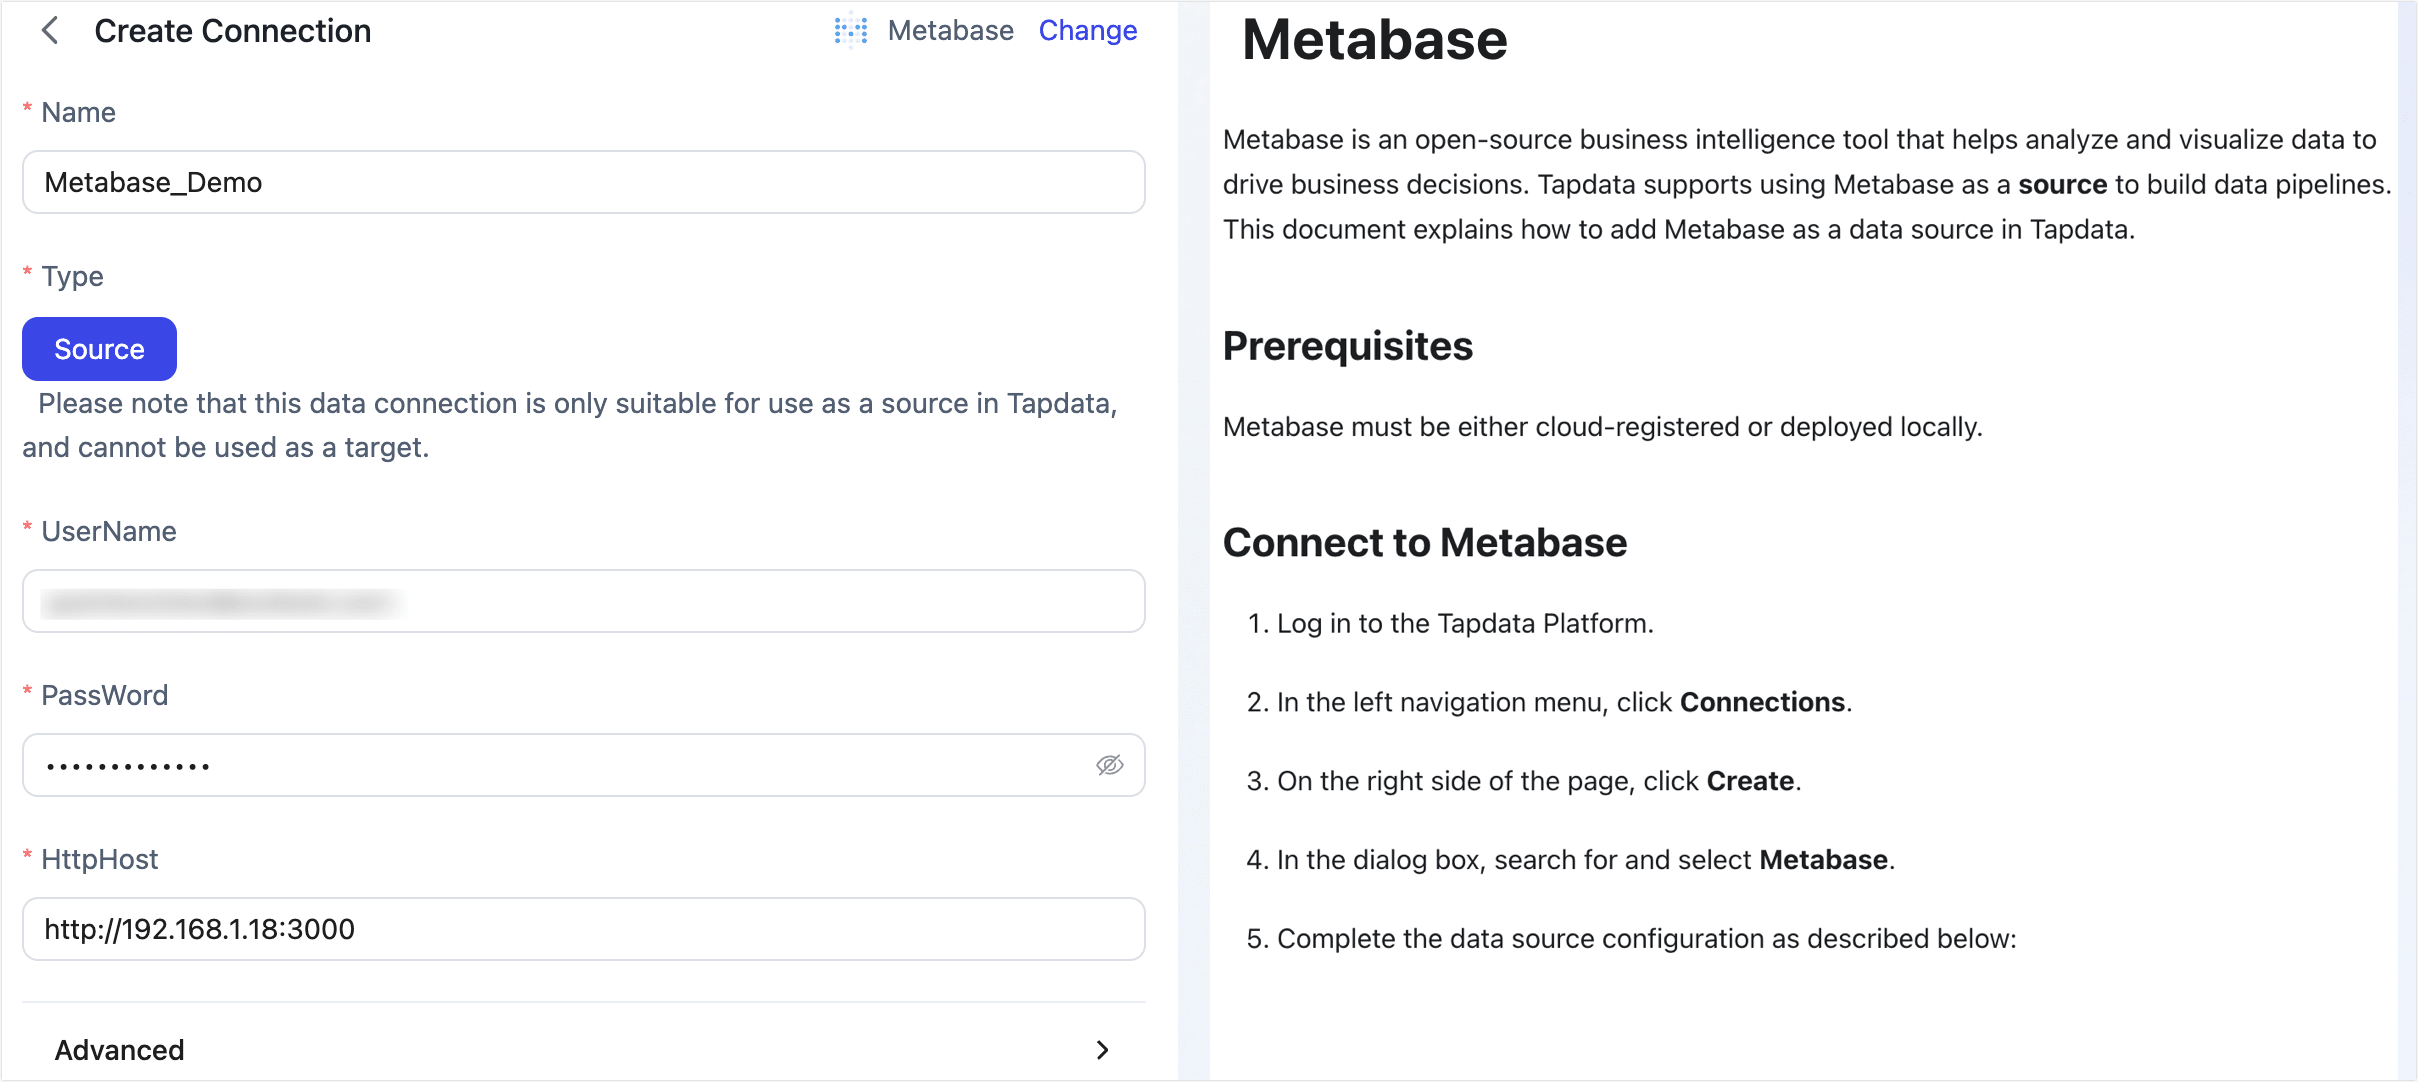 Create Connection
Metabase Change
* Name
Metabase_Demo
* Type
Source
Please note that this data connection is only suitable for use as a source in Tapdata,
and cannot be used as a target.
* UserName
* PassWord
•••••••••••••
* HttpHost
http://192.168.1.18:3000
Advanced
Metabase
Metabase is an open-source business intelligence tool that helps analyze and visualize data to
drive business decisions. Tapdata supports using Metabase as a source to build data pipelines.
This document explains how to add Metabase as a data source in Tapdata.
Prerequisites
Metabase must be either cloud-registered or deployed locally.
Connect to Metabase
1. Log in to the Tapdata Platform.
2. In the left navigation menu, click Connections.
3. On the right side of the page, click Create.
4. In the dialog box, search for and select Metabase.
5. Complete the data source configuration as described below: